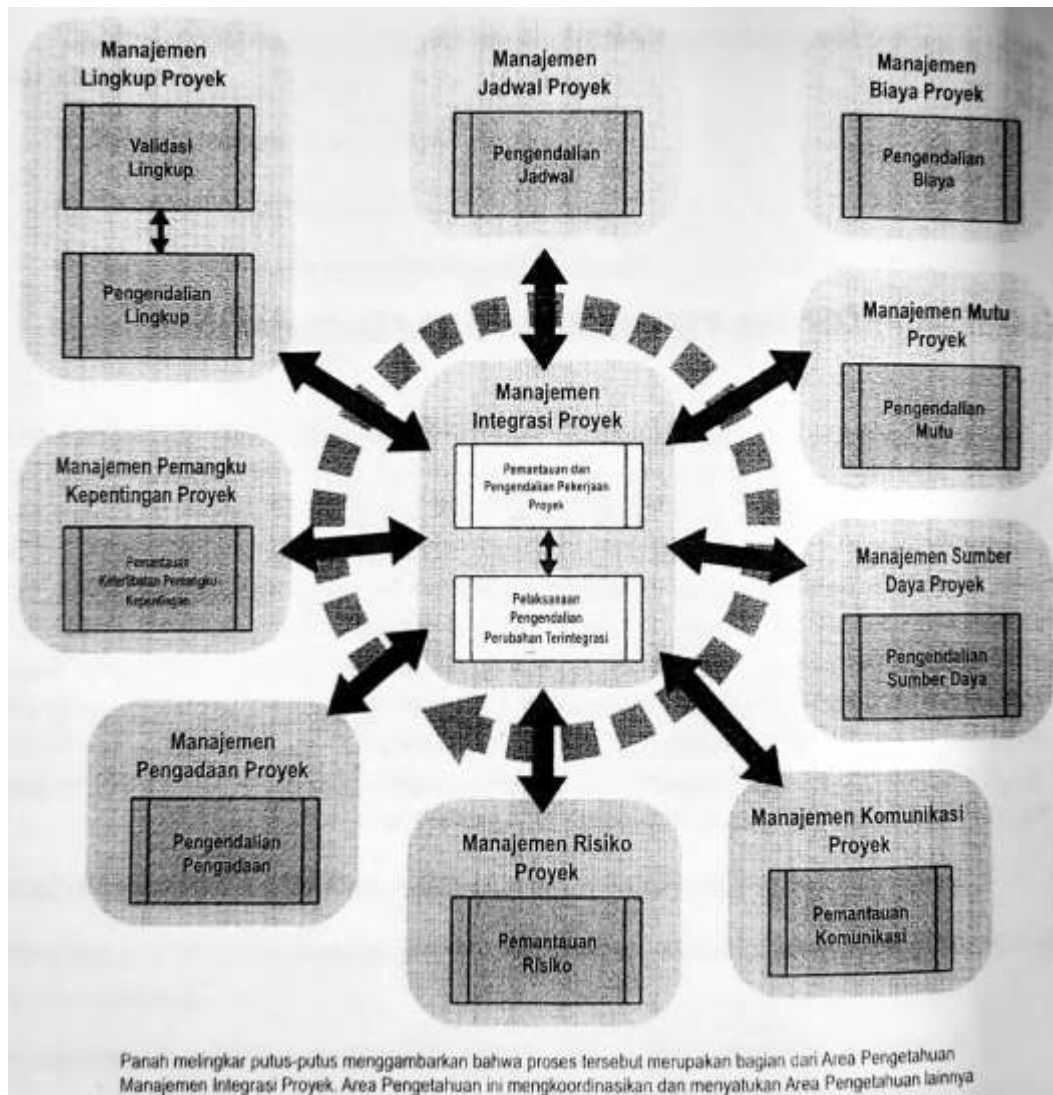 Manajemen
Lingkup Proyek
Validasi
Lingkup
Pengendalian
Lingkup
Manajemen
Jadwal Proyek
Pengendalian
Jadwal
Manajemen
Biaya Proyek
Pengendalian
Biaya
Manajemen Mutu
Proyek
Pengendalian
Mutu
Manajemen
Integrasi Proyek
Pemantauan dan
Pengendalian Pekerjaan
Proyek
Pelaksanaan
Pengendalian
Perubahan Terintegrasi
Manajemen Pemangku
Kepentingan Proyek
Pemantauan
Keterlibatan Pemangku
Kepentingan
Manajemen Sumber
Daya Proyek
Pengendalian
Sumber Daya
Manajemen
Pengadaan Proyek
Pengendalian
Pengadaan
Manajemen Risiko
Proyek
Pemantauan
Risiko
Manajemen Komunikasi
Proyek
Pemantauan
Komunikasi
Panah melingkar putus-putus menggambarkan bahwa proses tersebut merupakan bagian dari Area Pengetahuan
Manajemen Integrasi Proyek. Area Pengetahuan ini mengkoordinasikan dan menyatukan Area Pengetahuan lainnya